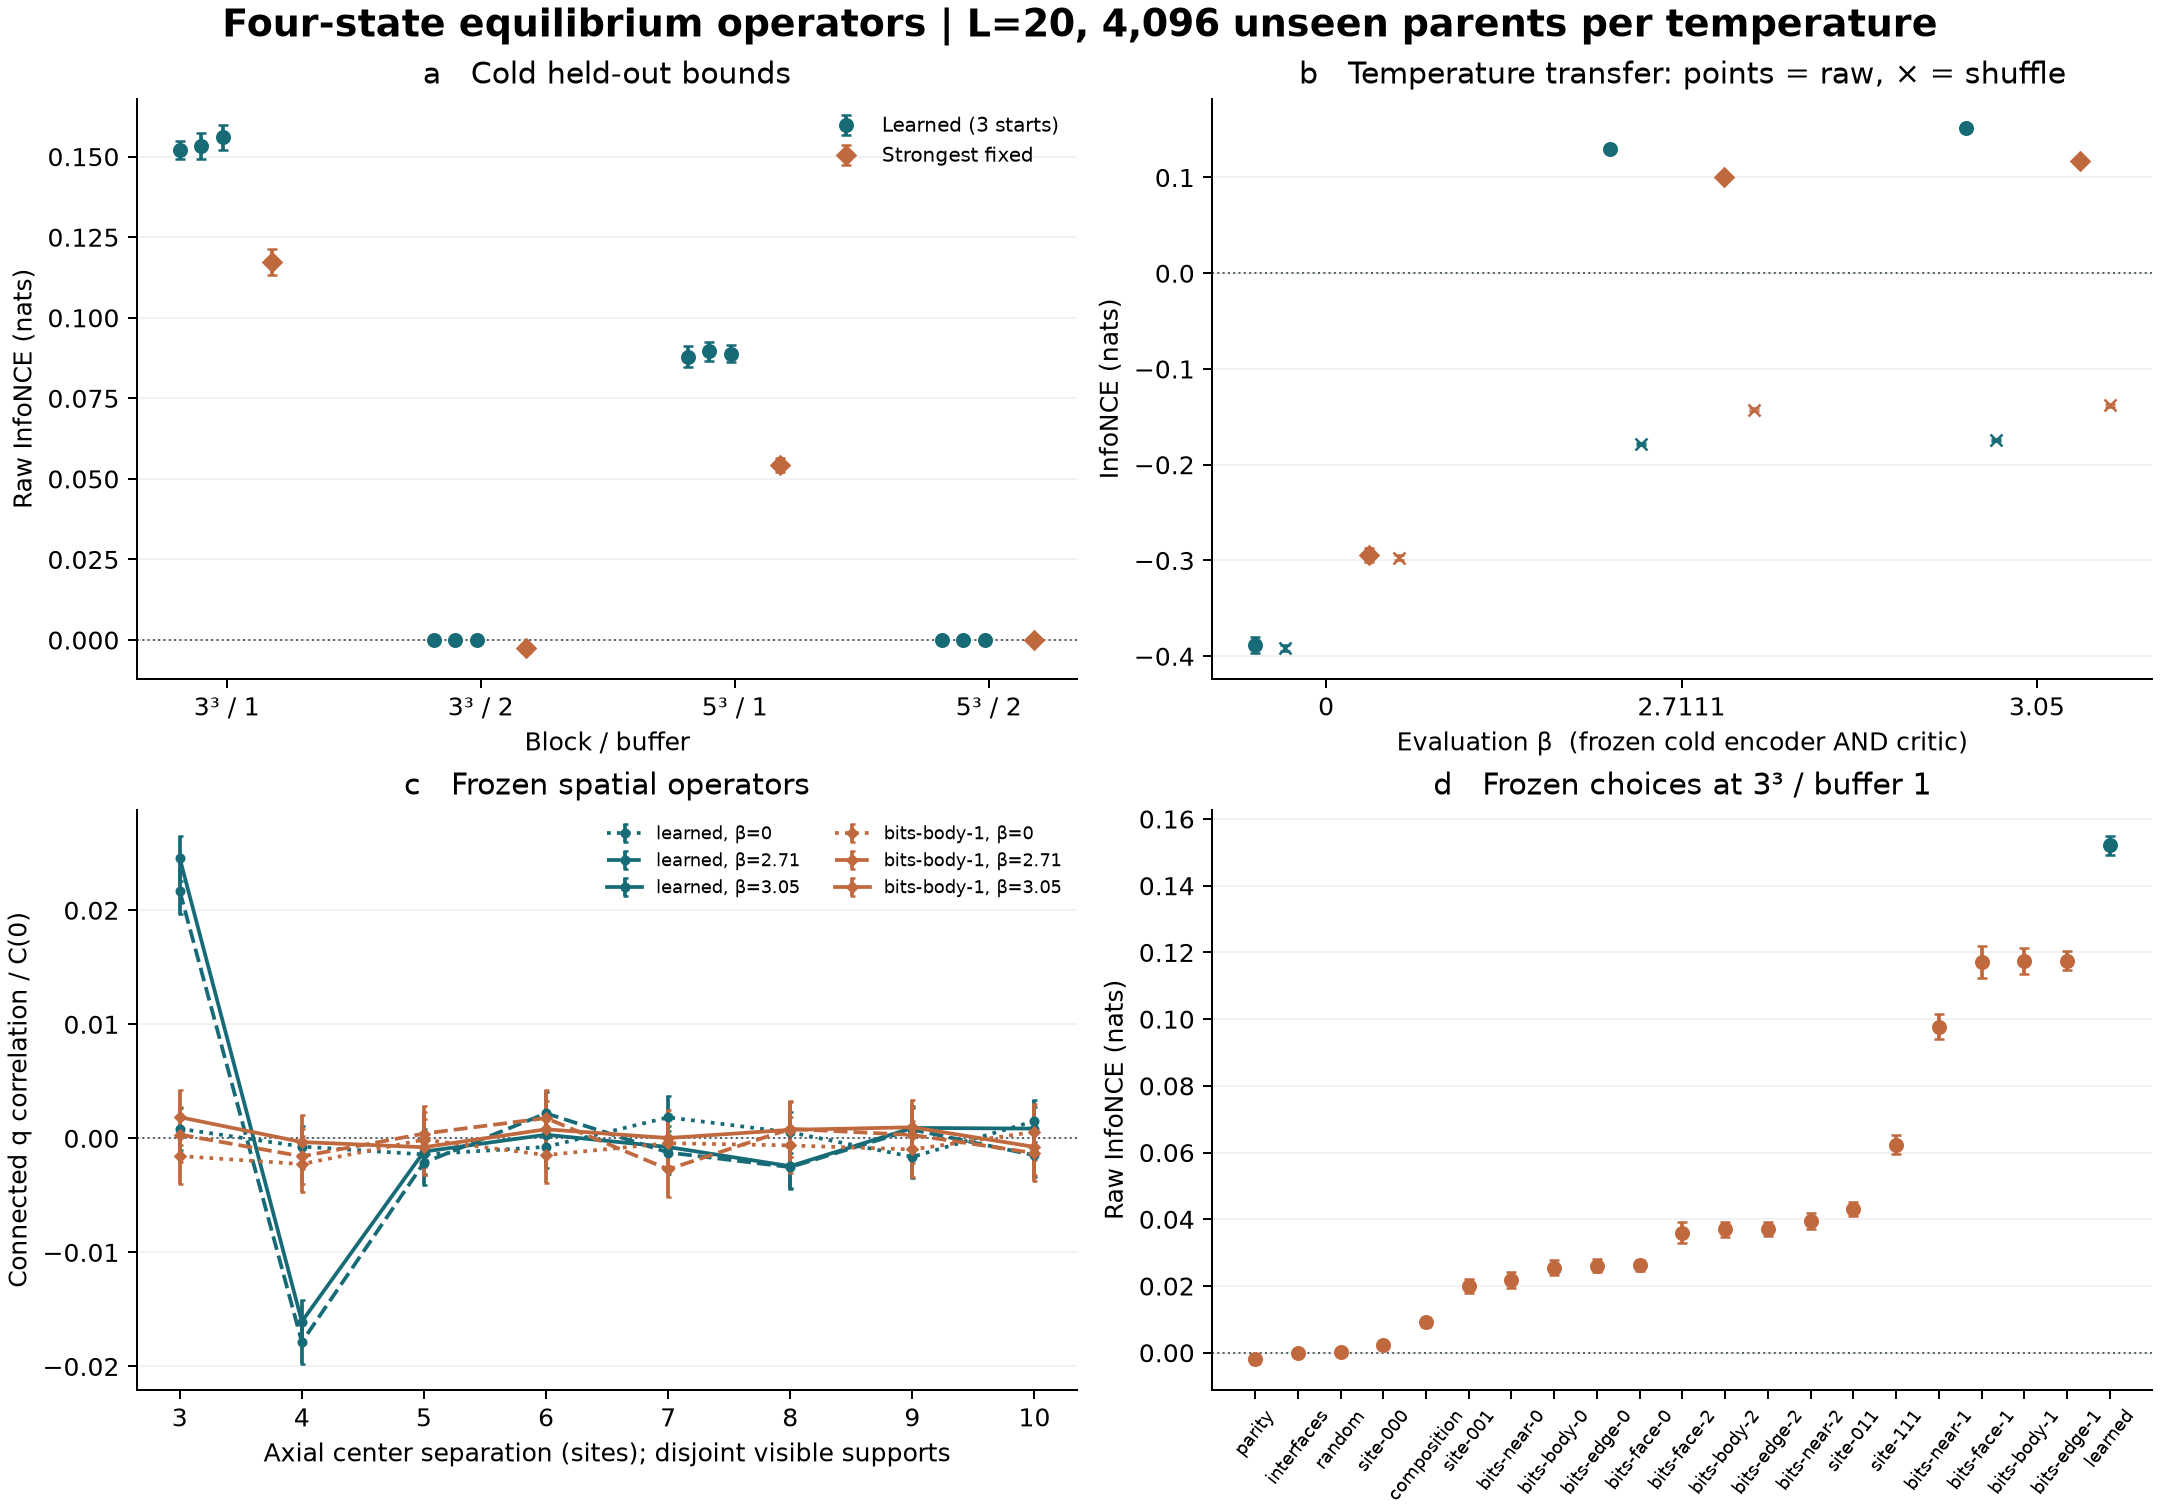 Four-state equilibrium operators | L=20, 4,096 unseen parents per temperature
a Cold held-out bounds
Raw InfoNCE (nats)
0.150
0.125
0.100
0.075
0.050
0.025
0.000
Learned (3 starts)
Strongest fixed
3³ / 1
3³ / 2
5³ / 1
5³ / 2
Block / buffer
b Temperature transfer: points = raw, × = shuffle
InfoNCE (nats)
0.1
0.0
−0.1
−0.2
−0.3
−0.4
0
2.7111
3.05
Evaluation β (frozen cold encoder AND critic)
c Frozen spatial operators
Connected q correlation / C(0)
0.02
0.01
0.00
−0.01
−0.02
learned, β=0
learned, β=2.71
learned, β=3.05
bits-body-1, β=0
bits-body-1, β=2.71
bits-body-1, β=3.05
3
4
5
6
7
8
9
10
Axial center separation (sites); disjoint visible supports
d Frozen choices at 3³ / buffer 1
Raw InfoNCE (nats)
0.16
0.14
0.12
0.10
0.08
0.06
0.04
0.02
0.00
parity
interfaces
random
site-000
composition
site-001
bits-near-0
bits-body-0
bits-edge-0
bits-face-0
bits-face-2
bits-body-2
bits-edge-2
bits-near-2
site-011
site-111
bits-near-1
bits-face-1
bits-body-1
bits-edge-1
learned